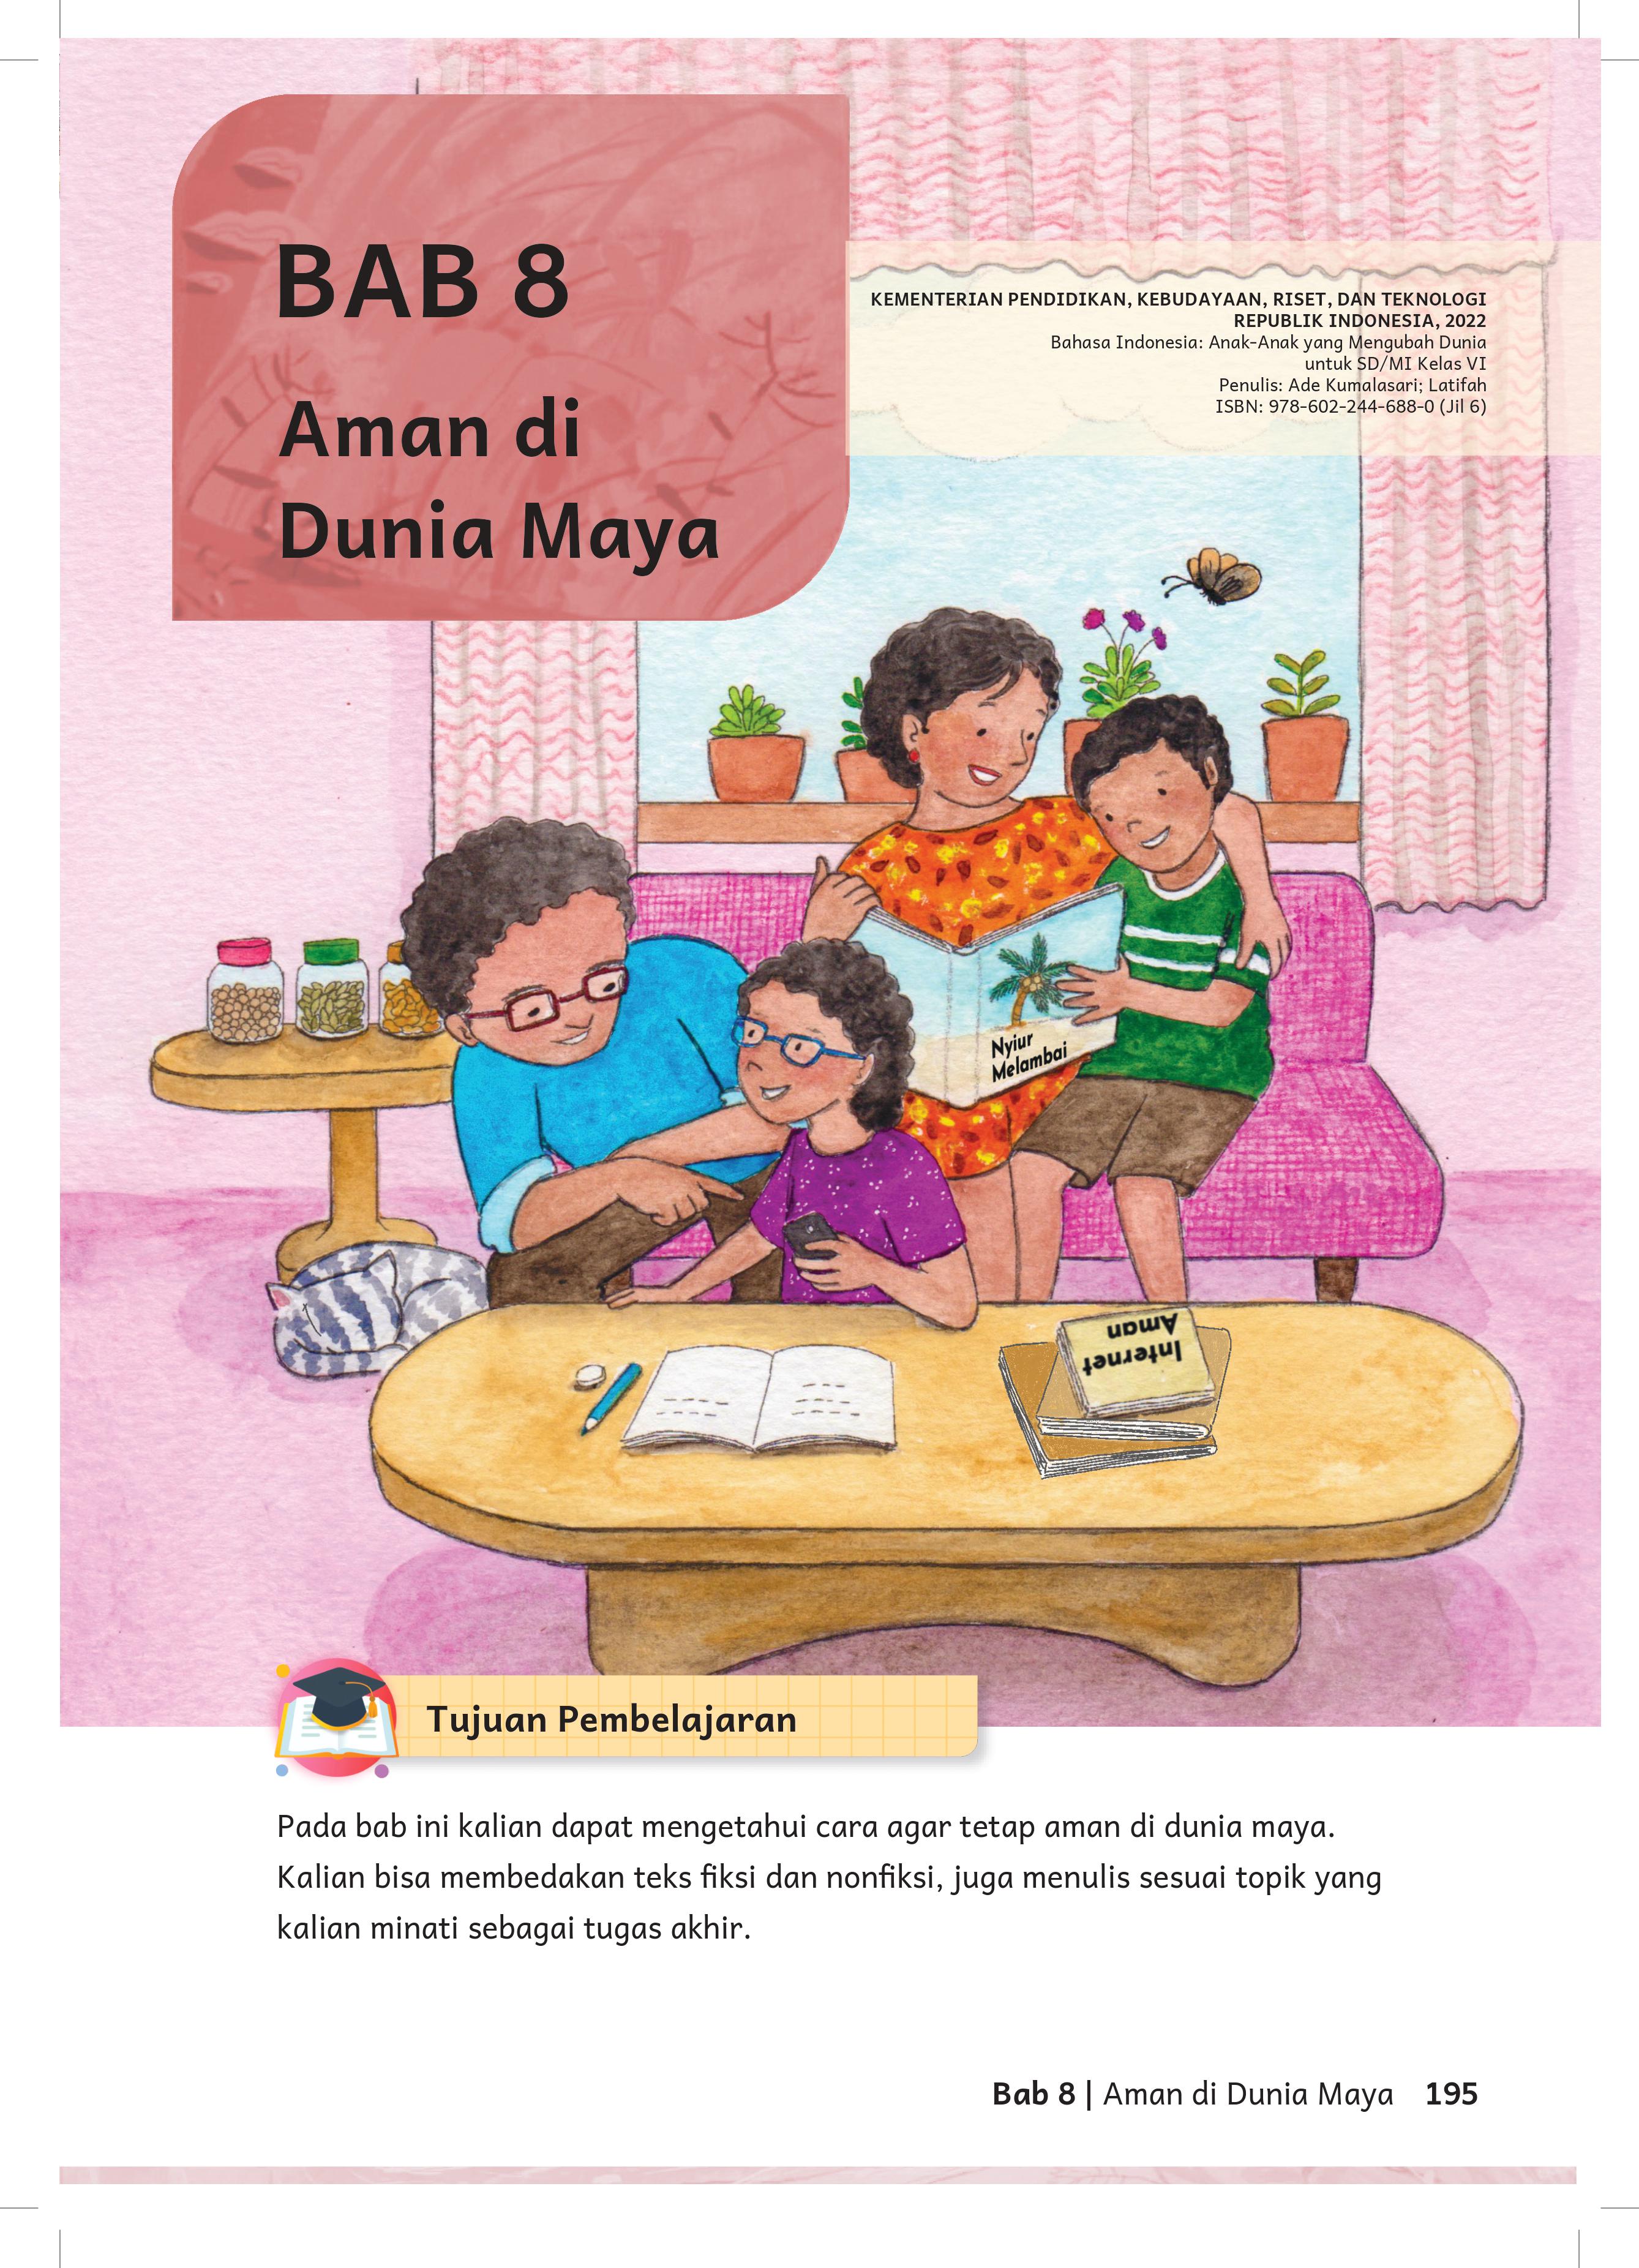 BAB 8
Aman di
Dunia Maya
KEMENTERIAN PENDIDIKAN, KEBUDAYAAN, RISET, DAN TEKNOLOGI
REPUBLIK INDONESIA, 2022
Bahasa Indonesia: Anak-Anak yang Mengubah Dunia
untuk SD/MI Kelas VI
Penulis: Ade Kumalasari; Latifah
ISBN: 978-602-244-688-0 (Jil 6)
Nyiur
Melambai
Internet
Aman
Tujuan Pembelajaran
Pada bab ini kalian dapat mengetahui cara agar tetap aman di dunia maya.
Kalian bisa membedakan teks fiksi dan nonfiksi, juga menulis sesuai topik yang
kalian minati sebagai tugas akhir.
Bab 8 | Aman di Dunia Maya 195